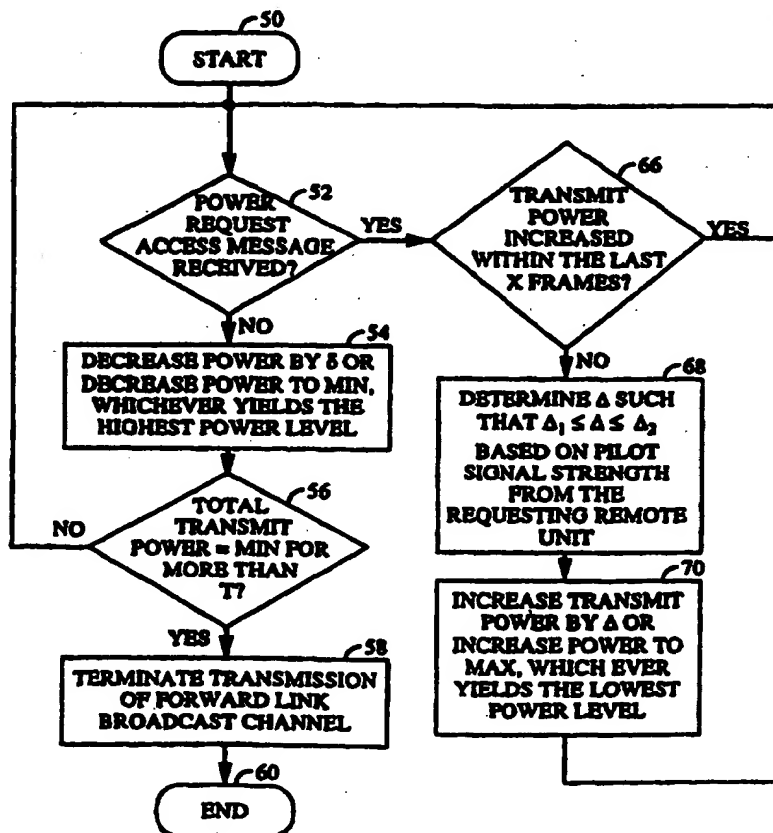 50
START
52
POWER
REQUEST
ACCESS MESSAGE
RECEIVED?
YES
NO
54
DECREASE POWER BY δ OR
DECREASE POWER TO MIN,
WHICHEVER YIELDS THE
HIGHEST POWER LEVEL
56
TOTAL
TRANSMIT
POWER = MIN FOR
MORE THAN
T?
NO
YES
58
TERMINATE TRANSMISSION
OF FORWARD LINK
BROADCAST CHANNEL
60
END
66
TRANSMIT
POWER
INCREASED
WITHIN THE LAST
X FRAMES?
YES
NO
68
DETERMINE Δ SUCH
THAT Δ₁ ≤ Δ ≤ Δ₂
BASED ON PILOT
SIGNAL STRENGTH
FROM THE
REQUESTING REMOTE
UNIT
70
INCREASE TRANSMIT
POWER BY Δ OR
INCREASE POWER TO
MAX, WHICH EVER
YIELDS THE LOWEST
POWER LEVEL